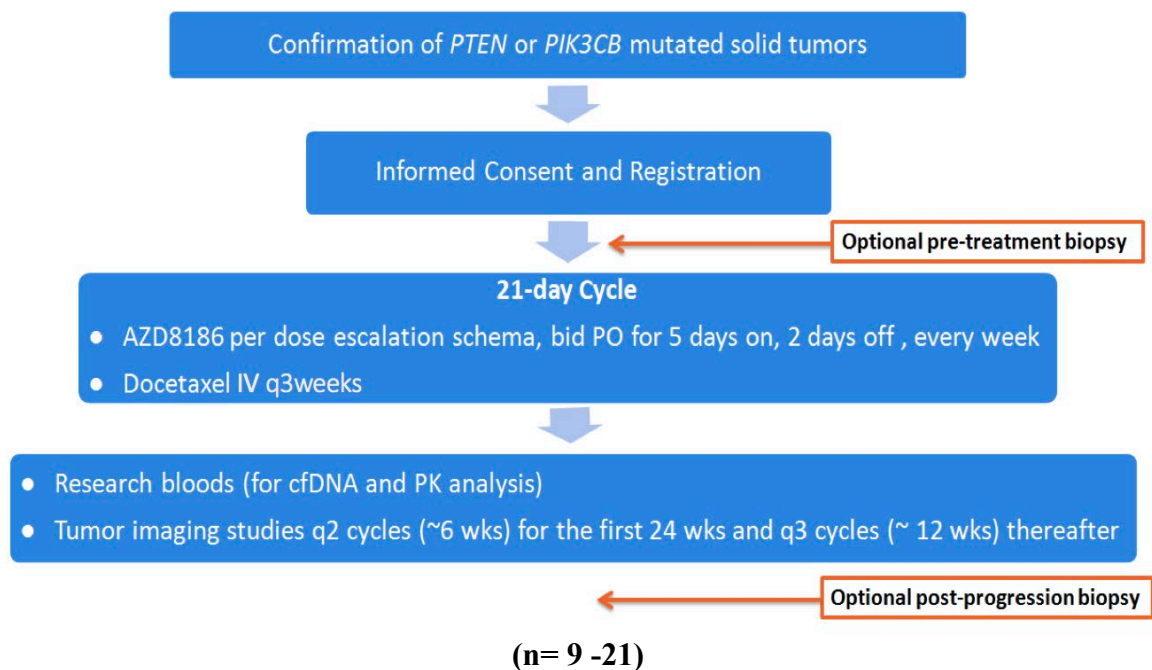 Confirmation of PTEN or PIK3CB mutated solid tumors
Informed Consent and Registration
Optional pre-treatment biopsy
21-day Cycle
● AZD8186 per dose escalation schema, bid PO for 5 days on, 2 days off , every week
● Docetaxel IV q3weeks
● Research bloods (for cfDNA and PK analysis)
● Tumor imaging studies q2 cycles (~6 wks) for the first 24 wks and q3 cycles (~ 12 wks) thereafter
Optional post-progression biopsy
(n= 9 -21)